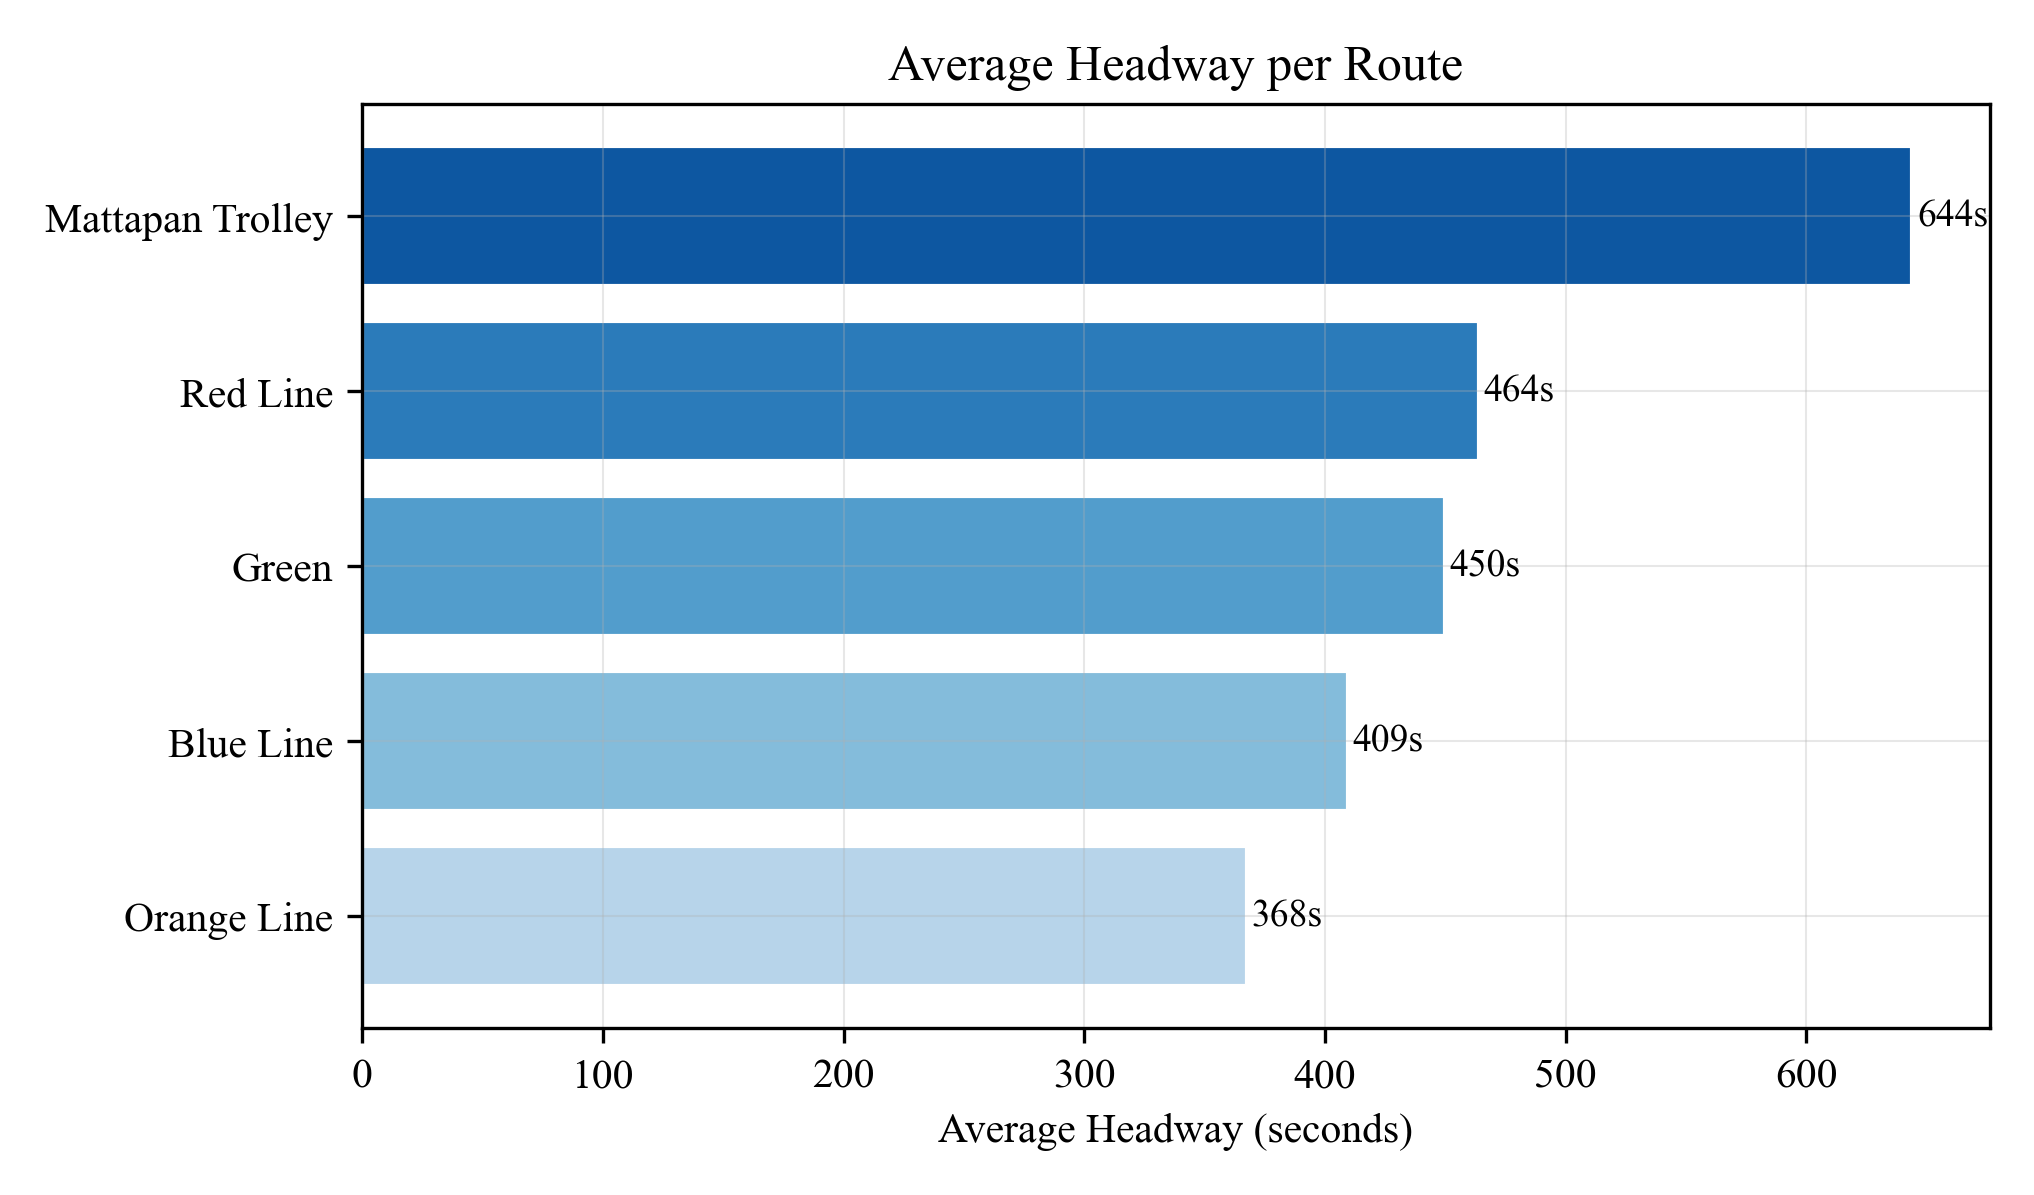 Average Headway per Route
Mattapan Trolley
644s
Red Line
464s
Green
450s
Blue Line
409s
Orange Line
368s
0 100 200 300 400 500 600
Average Headway (seconds)